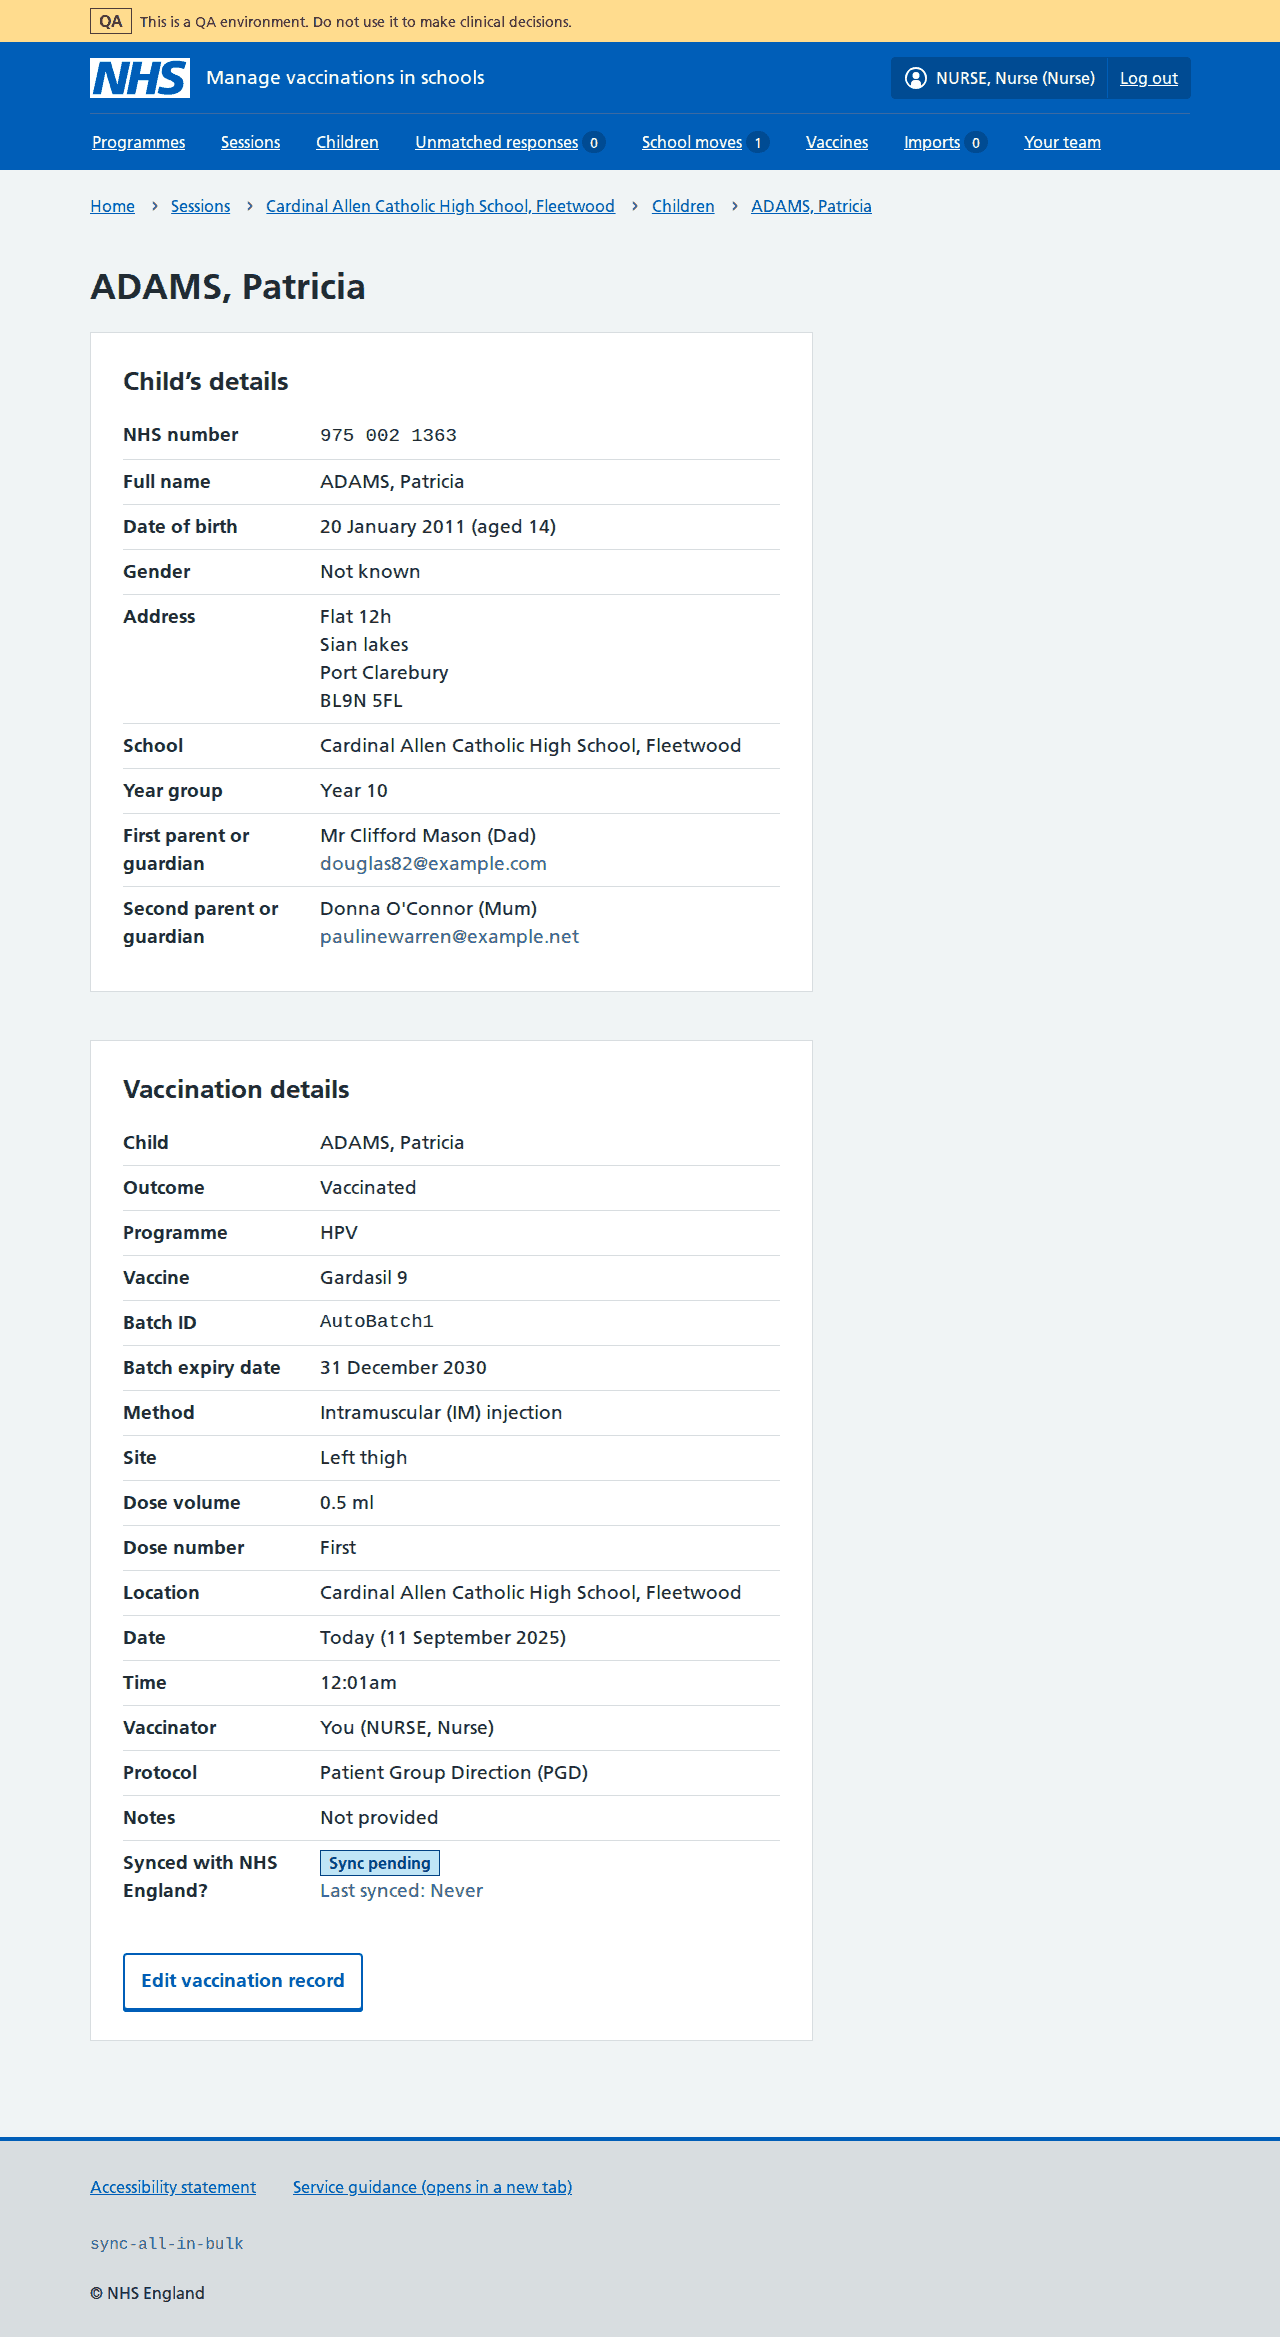 QA This is a QA environment. Do not use it to make clinical decisions.
NHS Manage vaccinations in schools NURSE, Nurse (Nurse) Log out
Programmes Sessions Children Unmatched responses 0 School moves 1 Vaccines Imports 0 Your team
Home › Sessions › Cardinal Allen Catholic High School, Fleetwood › Children › ADAMS, Patricia
ADAMS, Patricia
Child’s details
NHS number 975 002 1363
Full name ADAMS, Patricia
Date of birth 20 January 2011 (aged 14)
Gender Not known
Address Flat 12h
Sian lakes
Port Clarebury
BL9N 5FL
School Cardinal Allen Catholic High School, Fleetwood
Year group Year 10
First parent or Mr Clifford Mason (Dad)
guardian douglas82@example.com
Second parent or Donna O'Connor (Mum)
guardian paulinewarren@example.net
Vaccination details
Child ADAMS, Patricia
Outcome Vaccinated
Programme HPV
Vaccine Gardasil 9
Batch ID AutoBatch1
Batch expiry date 31 December 2030
Method Intramuscular (IM) injection
Site Left thigh
Dose volume 0.5 ml
Dose number First
Location Cardinal Allen Catholic High School, Fleetwood
Date Today (11 September 2025)
Time 12:01am
Vaccinator You (NURSE, Nurse)
Protocol Patient Group Direction (PGD)
Notes Not provided
Synced with NHS Sync pending
England? Last synced: Never
Edit vaccination record
Accessibility statement Service guidance (opens in a new tab)
sync-all-in-bulk
© NHS England